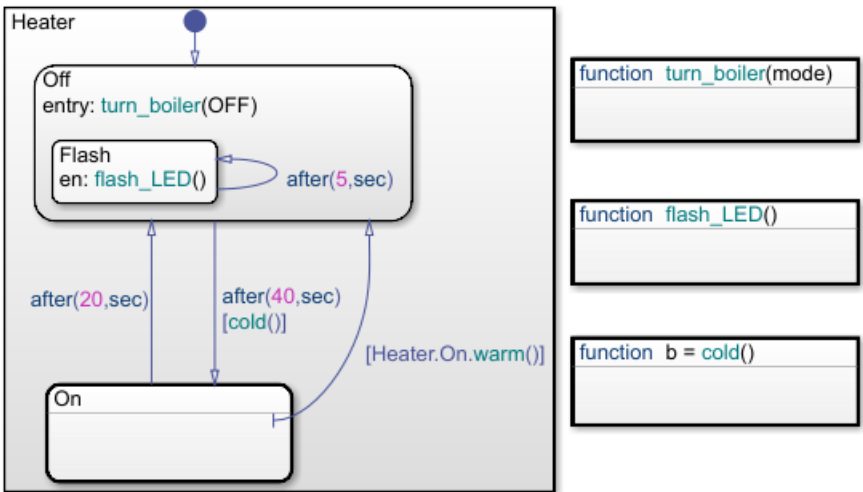 Heater
Off
entry: turn_boiler(OFF)
Flash
en: flash_LED()
after(5,sec)
after(20,sec)
after(40,sec)
[cold()]
[Heater.On.warm()]
On
function turn_boiler(mode)
function flash_LED()
function b = cold()